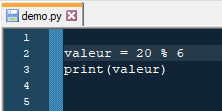 demo.py
1
2 valeur = 20 % 6
3 print(valeur)
4
5